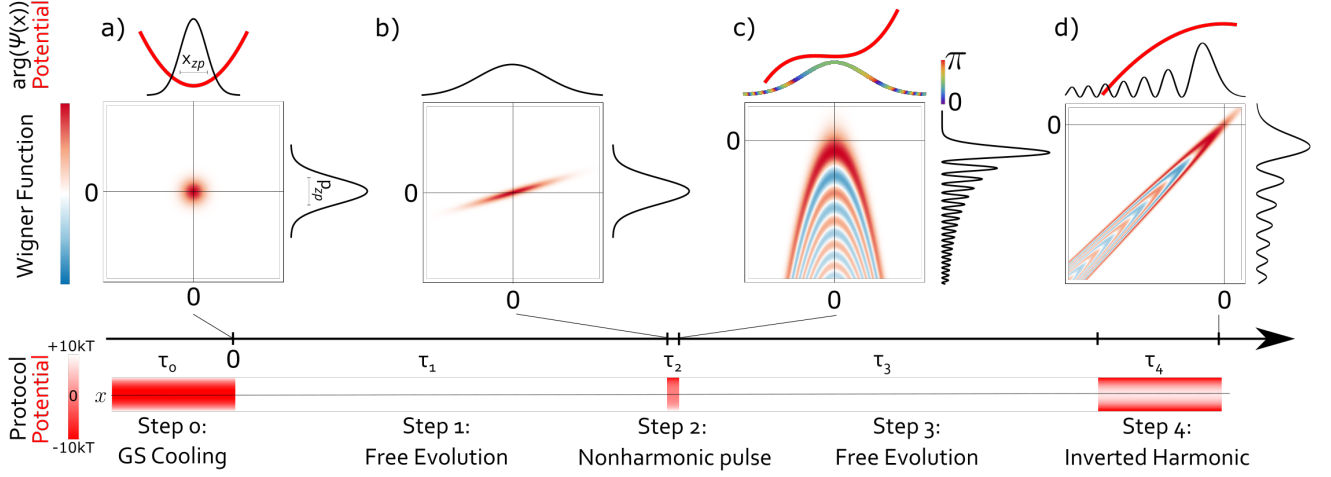 arg(Ψ(x))
Potential
a)
x_zp
b)
c)
π
0
d)
Wigner Function
0
0
p_zp
0
0
0
0
0
0
+10kT
0
-10kT
Protocol
Potential
τ₀
0
τ₁
τ₂
τ₃
τ₄
x
Step 0:
GS Cooling
Step 1:
Free Evolution
Step 2:
Nonharmonic pulse
Step 3:
Free Evolution
Step 4:
Inverted Harmonic